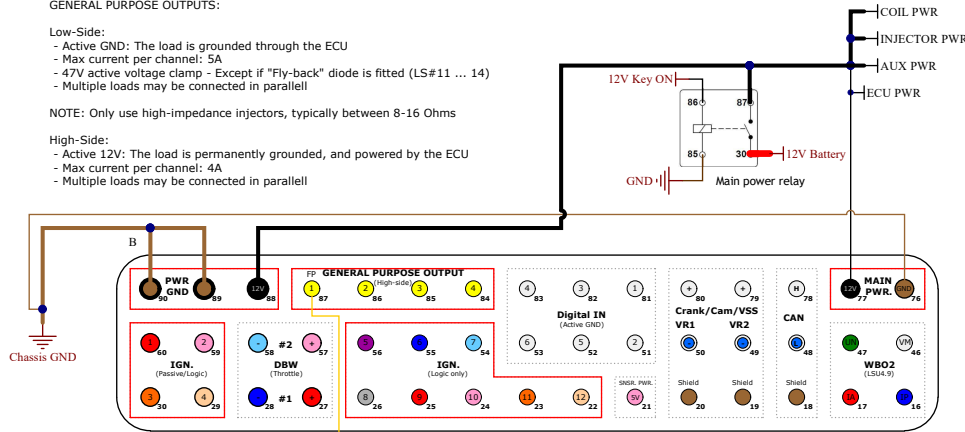 GENERAL PURPOSE OUTPUTS:
Low-Side:
- Active GND: The load is grounded through the ECU
- Max current per channel: 5A
- 47V active voltage clamp - Except if "Fly-back" diode is fitted (LS#11 ... 14)
- Multiple loads may be connected in parallell
NOTE: Only use high-impedance injectors, typically between 8-16 Ohms
High-Side:
- Active 12V: The load is permanently grounded, and powered by the ECU
- Max current per channel: 4A
- Multiple loads may be connected in parallell
COIL PWR
INJECTOR PWR
AUX PWR
ECU PWR
12V Key ON
86 87
85 30
12V Battery
GND
Main power relay
B
Chassis GND
PWR
GND
90 89
12V
88
FP
GENERAL PURPOSE OUTPUT
(High-side)
1 2 3 4
87 86 85 84
4 3 1
83 82 81
Digital IN
(Active GND)
6 5 2
53 52 51
+ +
80 79
Crank/Cam/VSS
VR1 VR2
- -
50 49
H
78
CAN
L
48
MAIN
PWR.
12V GND
77 76
1 2
60 59
IGN.
(Passive/Logic)
3 4
30 29
- #2 +
58 57
DBW
(Throttle)
- #1 +
28 27
5 6 7
56 55 54
IGN.
(Logic only)
8 9 10 11 12
26 25 24 23 22
SNSR. PWR.
5V
21
Shield Shield Shield
20 19 18
UN VM
47 46
WBO2
(LSU4.9)
IA IP
17 16